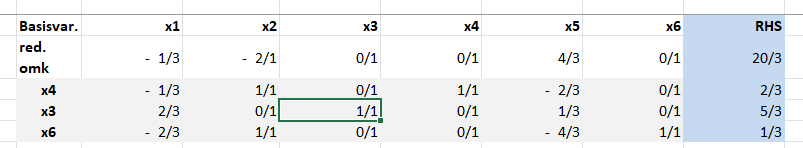 Basisvar. x1 x2 x3 x4 x5 x6 RHS
red.
omk - 1/3 - 2/1 0/1 0/1 4/3 0/1 20/3
x4 - 1/3 1/1 0/1 1/1 - 2/3 0/1 2/3
x3 2/3 0/1 1/1 0/1 1/3 0/1 5/3
x6 - 2/3 1/1 0/1 0/1 - 4/3 1/1 1/3